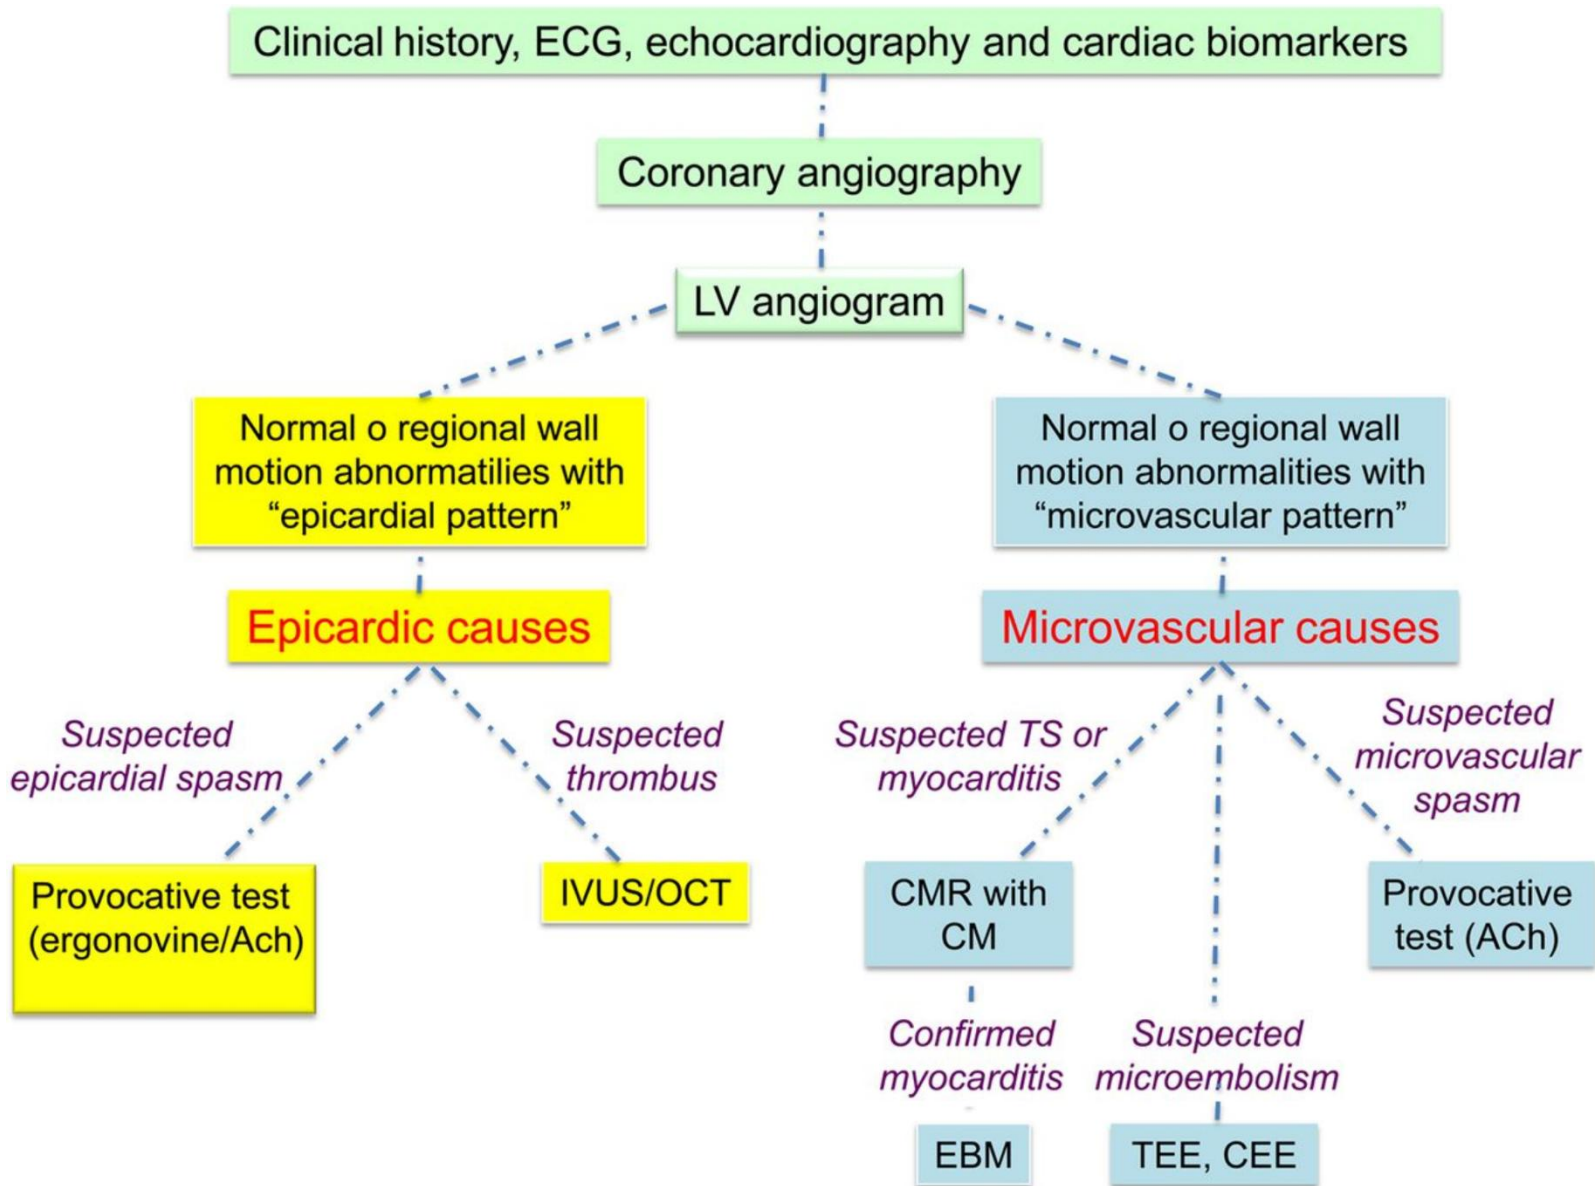 Clinical history, ECG, echocardiography and cardiac biomarkers
Coronary angiography
LV angiogram
Normal o regional wall
motion abnormatilies with
“epicardial pattern”
Normal o regional wall
motion abnormalities with
“microvascular pattern”
Epicardic causes
Microvascular causes
Suspected
epicardial spasm
Suspected
thrombus
Suspected TS or
myocarditis
Suspected
microvascular
spasm
Provocative test
(ergonovine/Ach)
IVUS/OCT
CMR with
CM
Provocative
test (ACh)
Confirmed
myocarditis
Suspected
microembolism
EBM
TEE, CEE